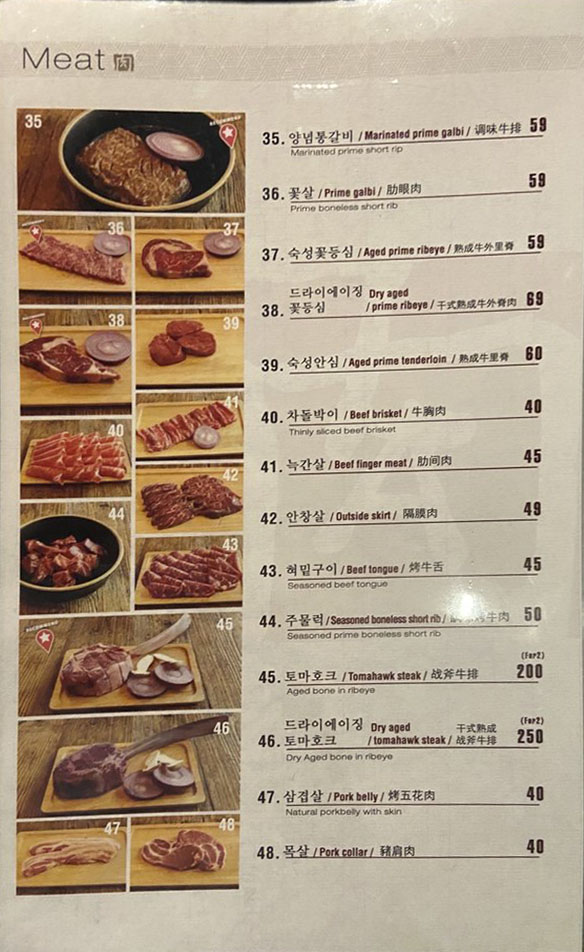 Meat 肉
35
36
37
38
39
40
41
42
44
43
45
46
47
48
RECOMMEND
RECOMMEND
35. 양념통갈비 / Marinated prime galbi / 调味牛排 59
Marinated prime short rip
36. 꽃살 / Prime galbi / 肋眼肉 59
Prime boneless short rib
37. 숙성꽃등심 / Aged prime ribeye / 熟成牛外里脊 59
38. 드라이에이징 꽃등심 Dry aged / prime ribeye / 干式熟成牛外脊肉 69
39. 숙성안심 / Aged prime tenderloin / 熟成牛里脊 60
40. 차돌박이 / Beef brisket / 牛胸肉 40
Thinly sliced beef brisket
41. 늑간살 / Beef finger meat / 肋间肉 45
42. 안창살 / Outside skirt / 隔膜肉 49
43. 혀밑구이 / Beef tongue / 烤牛舌 45
Seasoned beef tongue
44. 주물럭 / Seasoned boneless short rib / 烤牛肉 50
Seasoned prime boneless short rib
(For2)
45. 토마호크 / Tomahawk steak / 战斧牛排 200
Aged bone in ribeye
(For2)
46. 드라이에이징 토마호크 Dry aged / tomahawk steak / 干式熟成 战斧牛排 250
Dry Aged bone in ribeye
47. 삼겹살 / Pork belly / 烤五花肉 40
Natural porkbelly with skin
48. 목살 / Pork collar / 豬肩肉 40